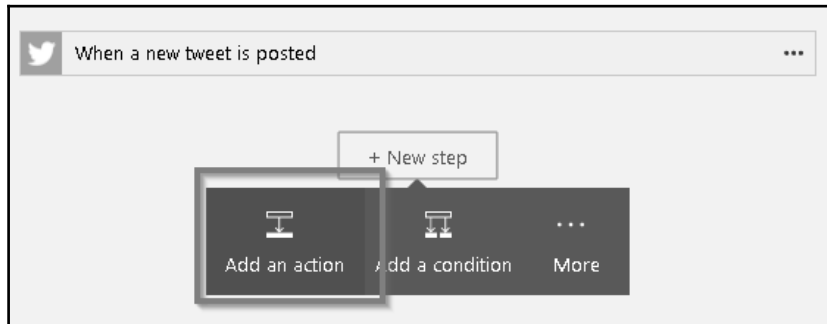 When a new tweet is posted
+ New step
Add an action Add a condition More